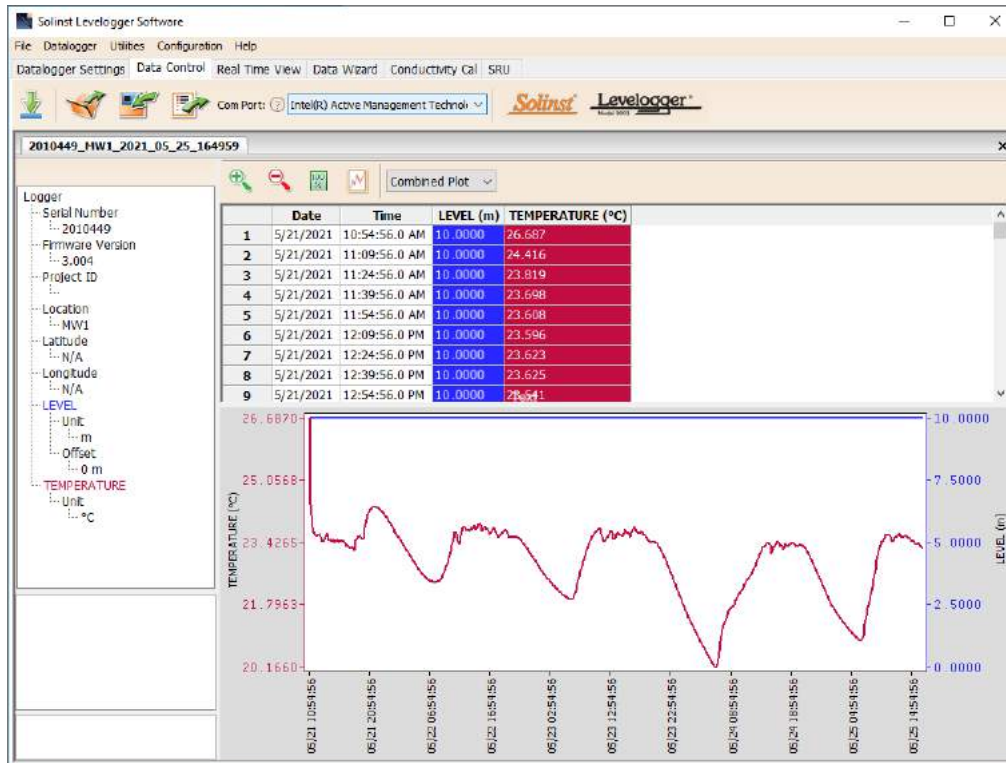 Solinst Levelogger Software
File Datalogger Utilities Configuration Help
Datalogger Settings Data Control Real Time View Data Wizard Conductivity Cal SRU
Com Port: Intel(R) Active Management Technolo
Solinst Levelogger
2010449_MW1_2021_05_25_164959
Combined Plot
Logger
Serial Number
2010449
Firmware Version
3.004
Project ID
Location
MW1
Latitude
N/A
Longitude
N/A
LEVEL
Unit
m
Offset
0 m
TEMPERATURE
Unit
°C
Date Time LEVEL (m) TEMPERATURE (°C)
1 5/21/2021 10:54:56.0 AM 10.0000 26.687
2 5/21/2021 11:09:56.0 AM 10.0000 24.416
3 5/21/2021 11:24:56.0 AM 10.0000 23.819
4 5/21/2021 11:39:56.0 AM 10.0000 23.698
5 5/21/2021 11:54:56.0 AM 10.0000 23.608
6 5/21/2021 12:09:56.0 PM 10.0000 23.596
7 5/21/2021 12:24:56.0 PM 10.0000 23.623
8 5/21/2021 12:39:56.0 PM 10.0000 23.625
9 5/21/2021 12:54:56.0 PM 10.0000
26.6870
25.0568
23.4265
21.7963
20.1660
TEMPERATURE (°C)
10.0000
7.5000
5.0000
2.5000
0.0000
LEVEL (m)
05/21 10:54:56
05/21 20:54:56
05/22 06:54:56
05/22 16:54:56
05/23 02:54:56
05/23 12:54:56
05/23 22:54:56
05/24 08:54:56
05/24 18:54:56
05/25 04:54:56
05/25 14:54:56